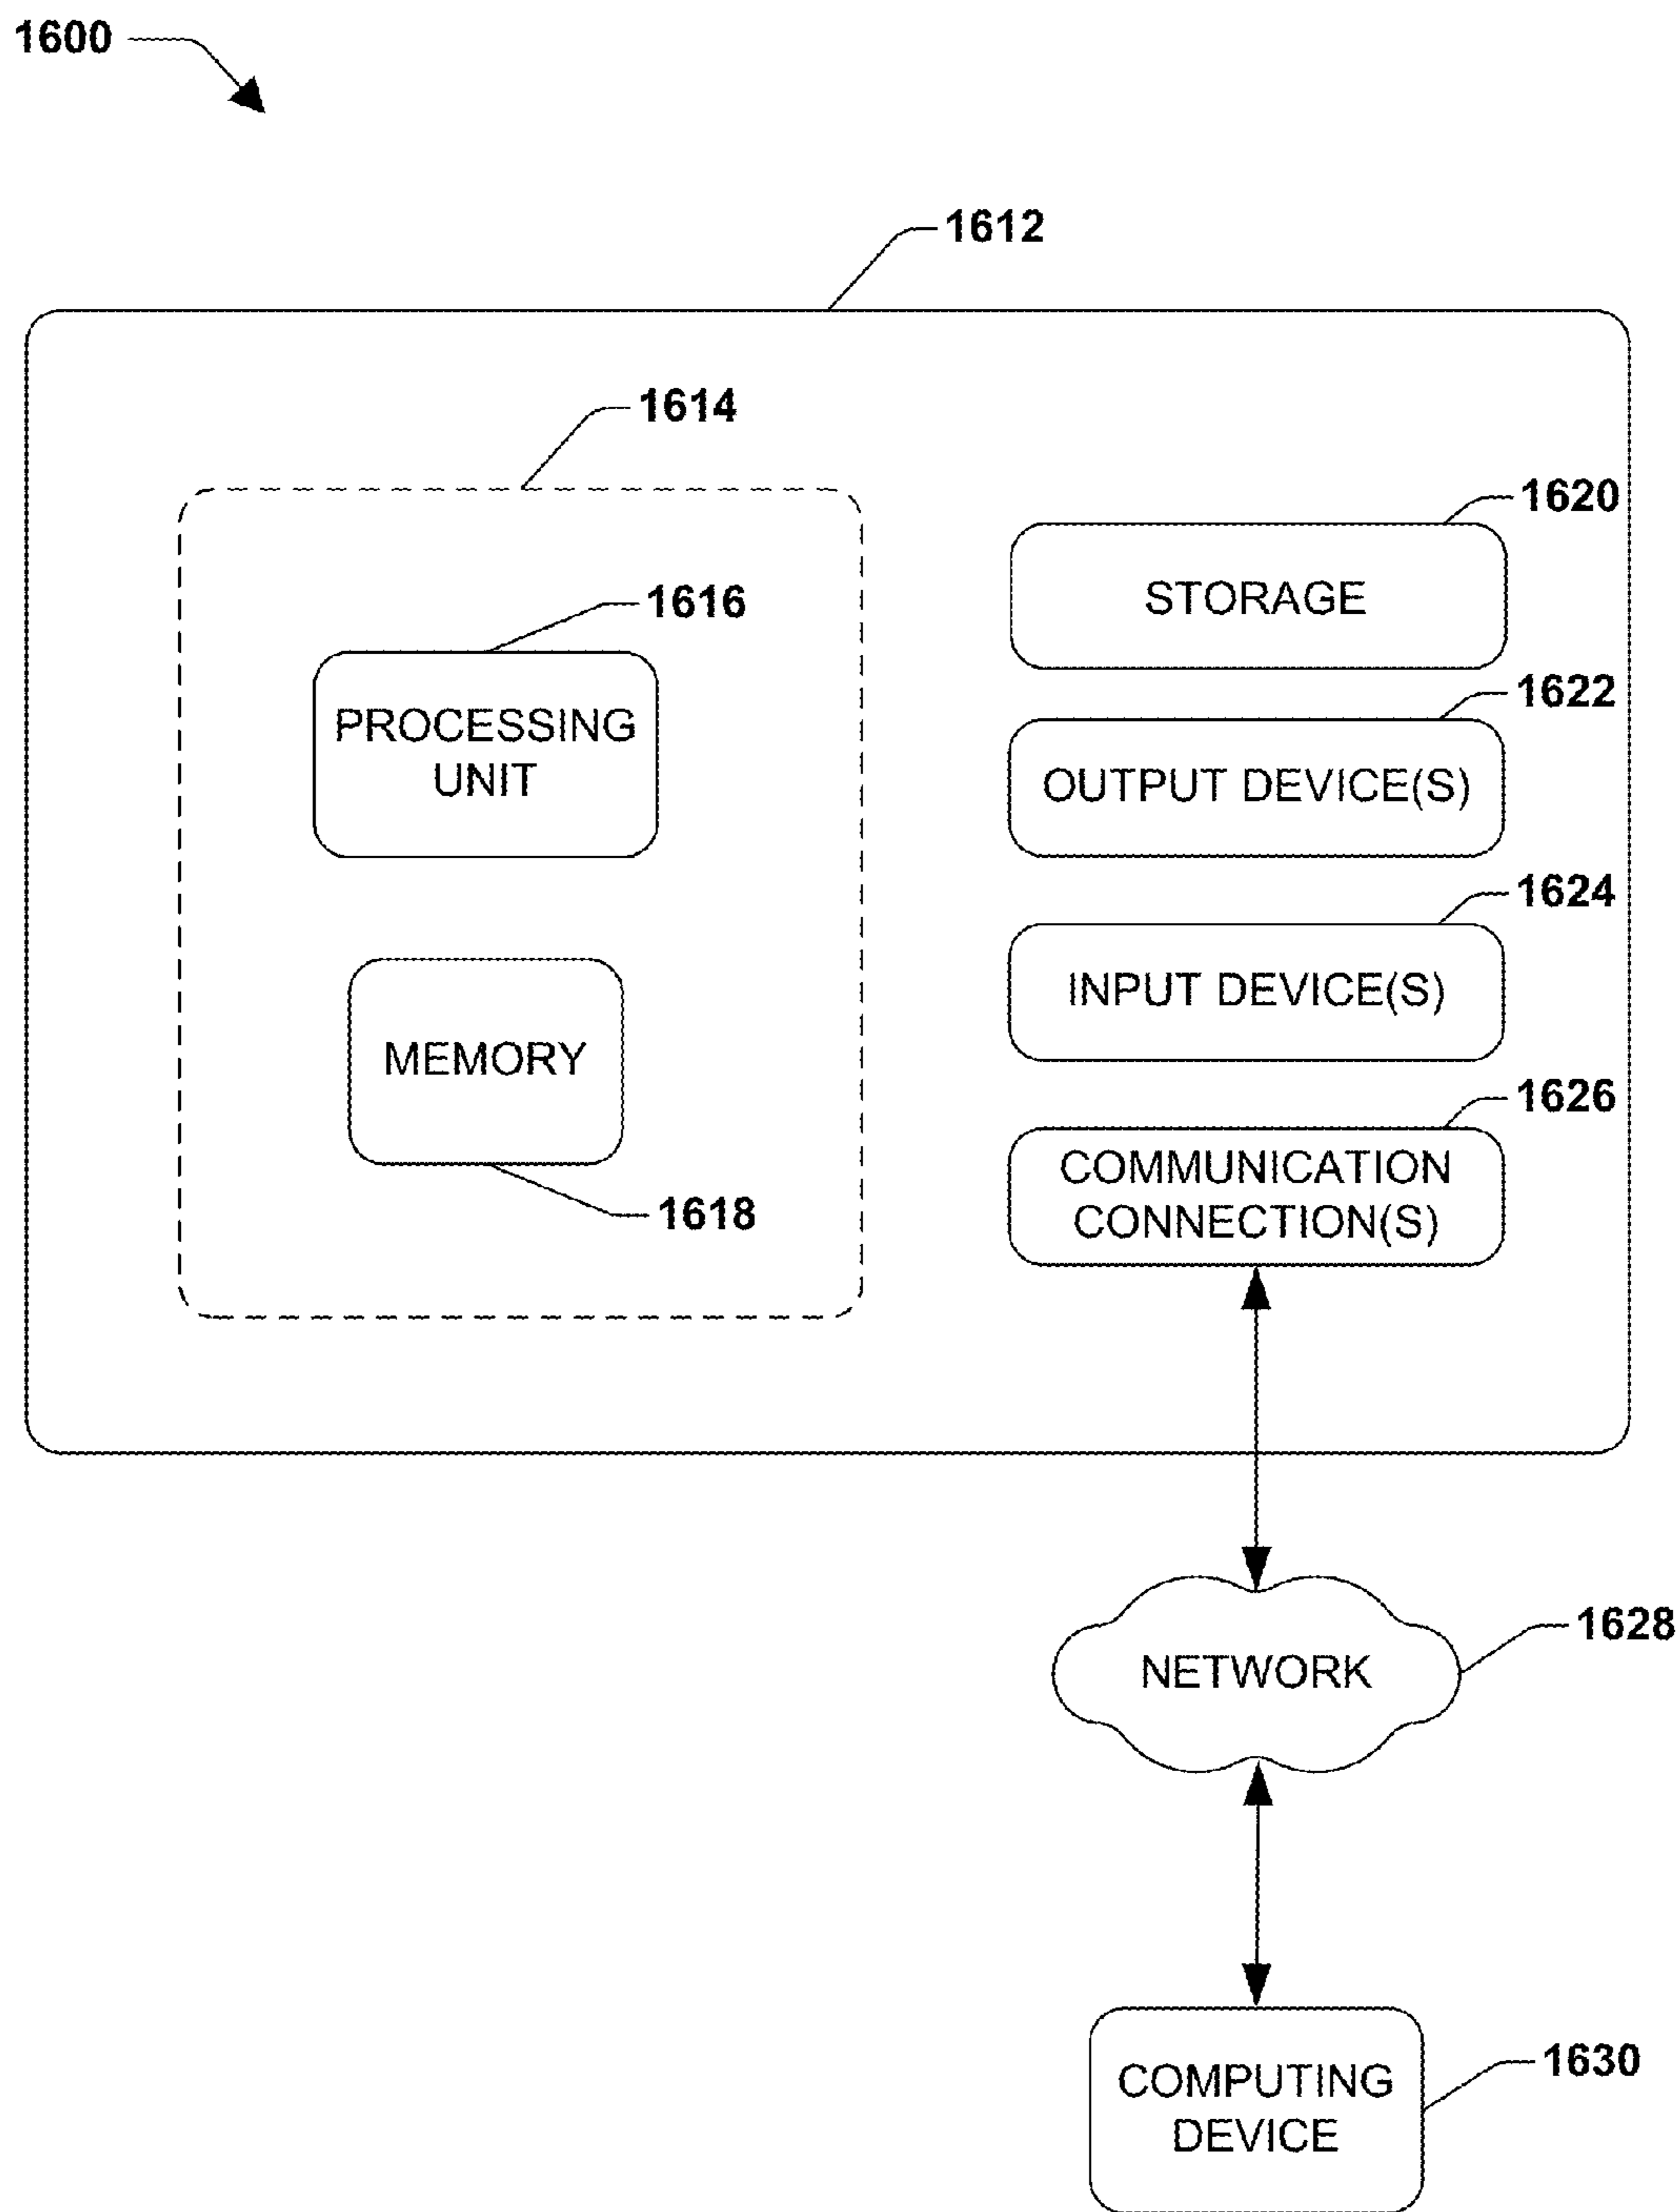 1600
1612
1614
1620
STORAGE
1616
PROCESSING
UNIT
1622
OUTPUT DEVICE(S)
1624
INPUT DEVICE(S)
MEMORY
1618
1626
COMMUNICATION
CONNECTION(S)
1628
NETWORK
1630
COMPUTING
DEVICE